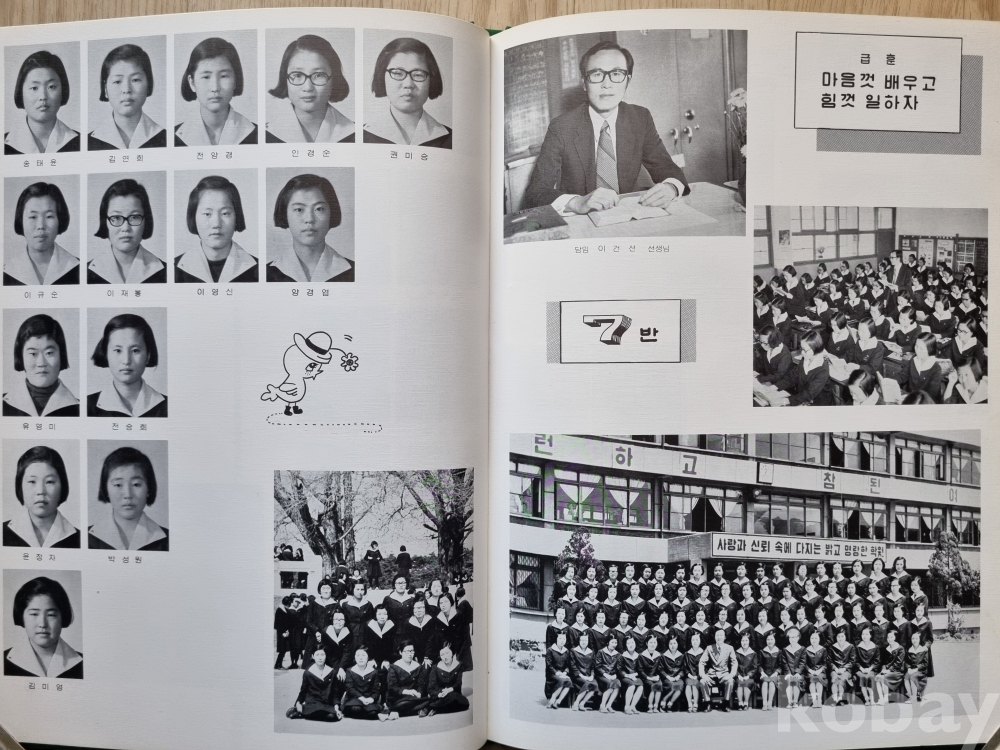 송태윤
김연희
전양경
인경순
권미승
이규순
이재봉
이영신
양경엽
유영미
전승희
윤정자
박성원
김미영
급훈
마음껏 배우고
힘껏 일하자
담임 이건선 선생님
7반
런하고 참된 여
사랑과 신뢰 속에 다지는 밝고 명랑한 학원
kobay